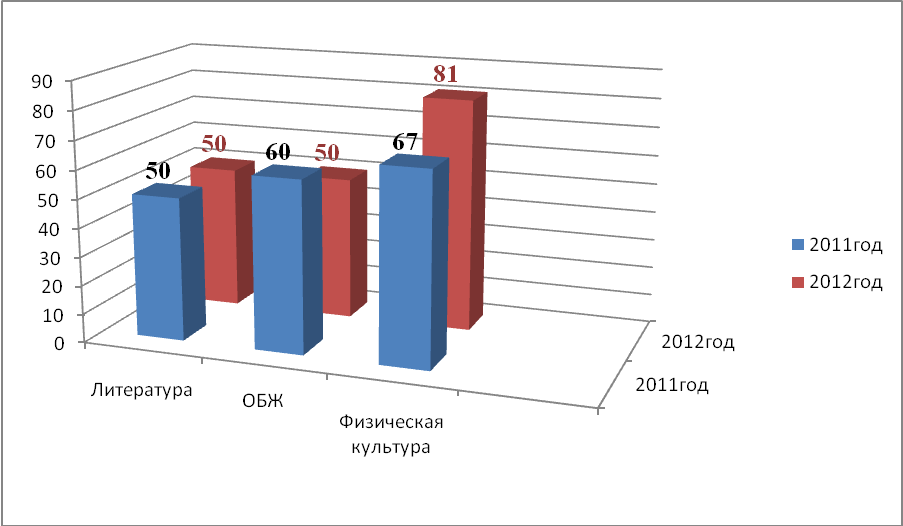 90
80
70
60
50
40
30
20
10
0
50
50
60
50
67
81
Литература
ОБЖ
Физическая
культура
2012год
2011год
2011год
2012год